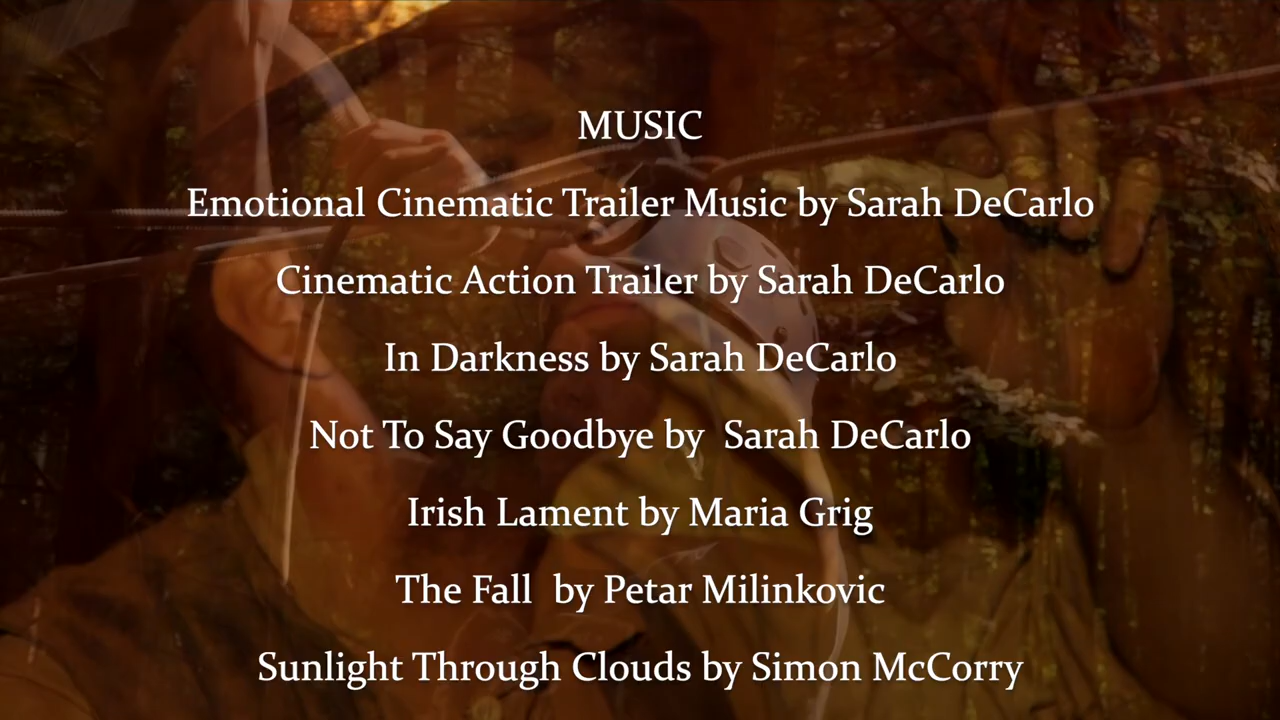 MUSIC
Emotional Cinematic Trailer Music by Sarah DeCarlo
Cinematic Action Trailer by Sarah DeCarlo
In Darkness by Sarah DeCarlo
Not To Say Goodbye by  Sarah DeCarlo
Irish Lament by Maria Grig
The Fall  by Petar Milinkovic
Sunlight Through Clouds by Simon McCorry